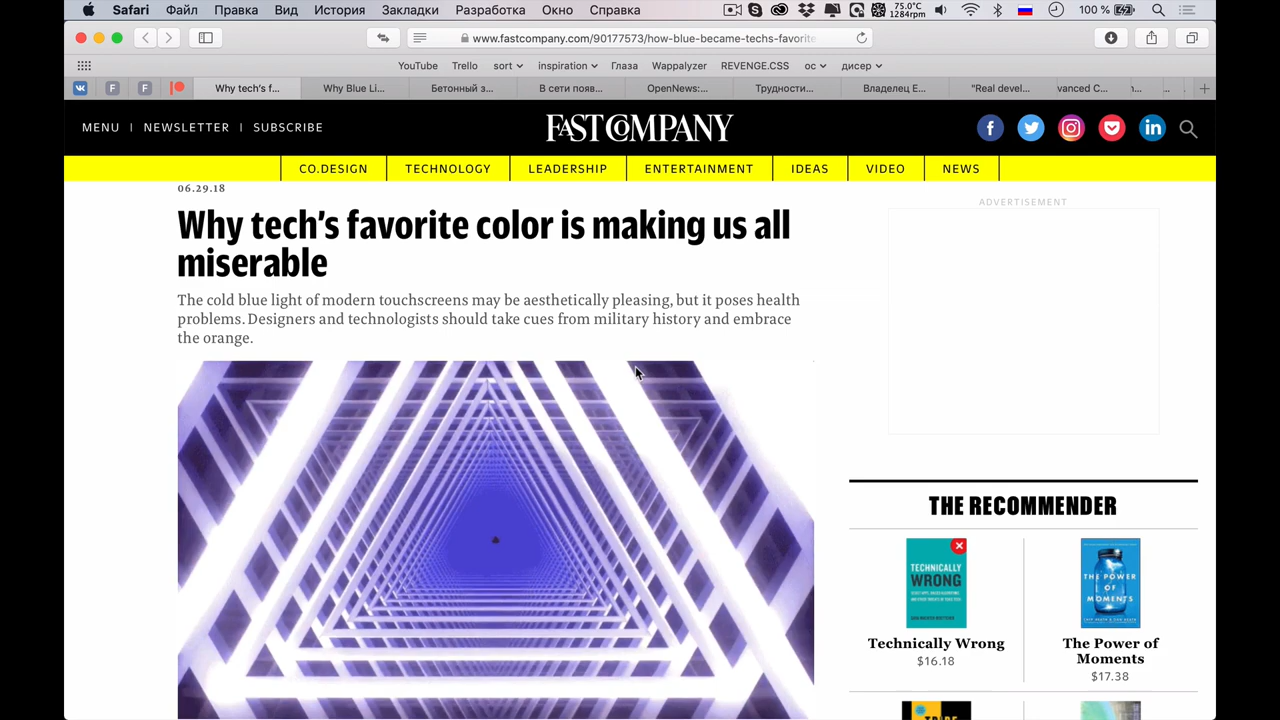 Safari Файл Правка Вид История Закладки Разработка Окно Справка 75.0°C 1284rpm 100 %
www.fastcompany.com/90177573/how-blue-became-techs-favorite
YouTube Trello sort inspiration Глаза Wappalyzer REVENGE.CSS ос дисер
F F Why tech's f... Why Blue Li... Бетонный з... В сети появ... OpenNews:... Трудности... Владелец E... "Real devel... vanced C...
MENU | NEWSLETTER | SUBSCRIBE FAST COMPANY
CO.DESIGN TECHNOLOGY LEADERSHIP ENTERTAINMENT IDEAS VIDEO NEWS
06.29.18
Why tech's favorite color is making us all
miserable
The cold blue light of modern touchscreens may be aesthetically pleasing, but it poses health
problems. Designers and technologists should take cues from military history and embrace
the orange.
ADVERTISEMENT
THE RECOMMENDER
TECHNICALLY
WRONG
THE POWER
OF
MOMENTS
Technically Wrong
$16.18
The Power of
Moments
$17.38